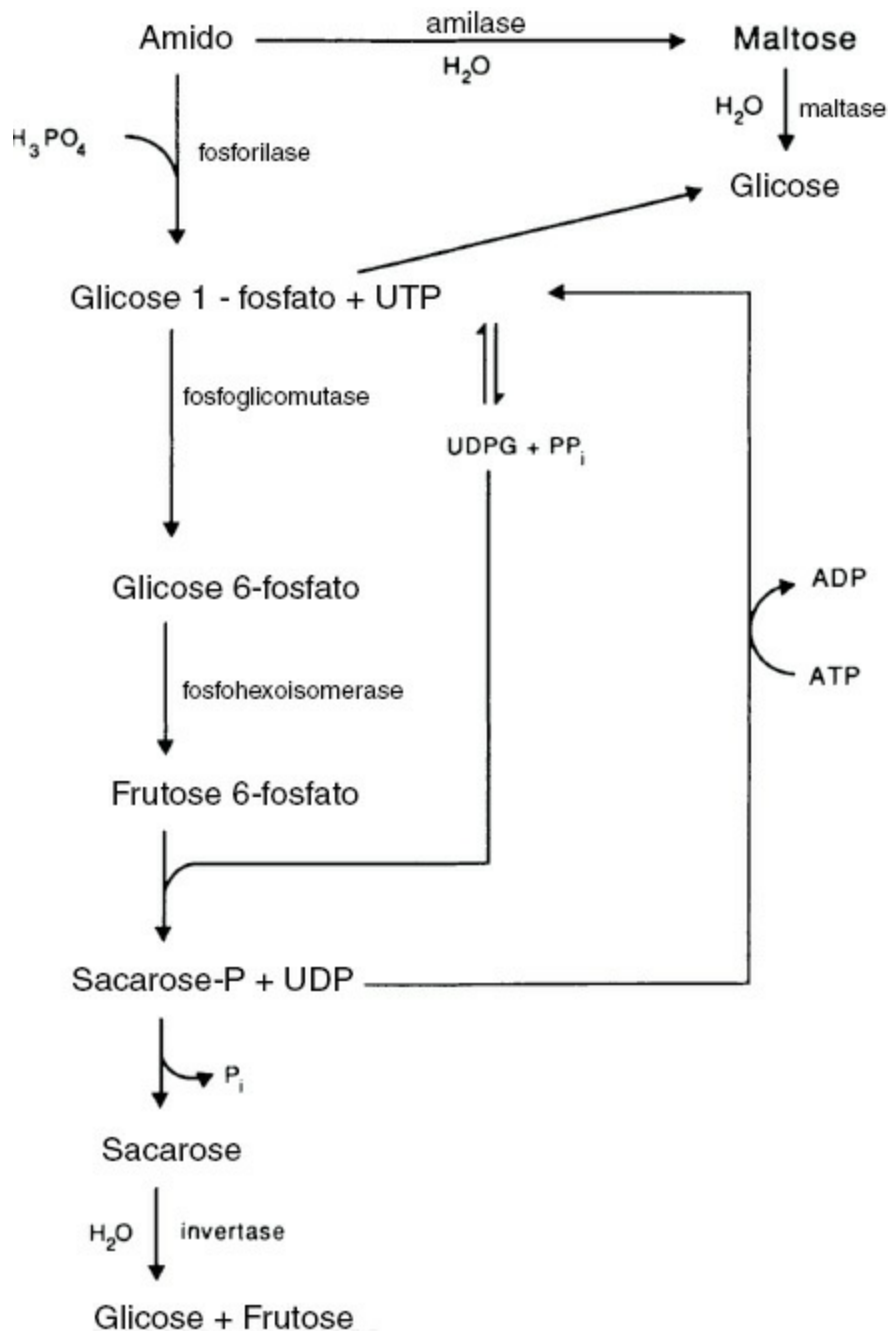 Amido
amilase
H₂O
Maltose
H₂O
maltase
H₃PO₄
fosforilase
Glicose
Glicose 1 - fosfato + UTP
fosfoglicomutase
UDPG + PPᵢ
Glicose 6-fosfato
ADP
fosfohexoisomerase
ATP
Frutose 6-fosfato
Sacarose-P + UDP
Pᵢ
Sacarose
H₂O
invertase
Glicose + Frutose